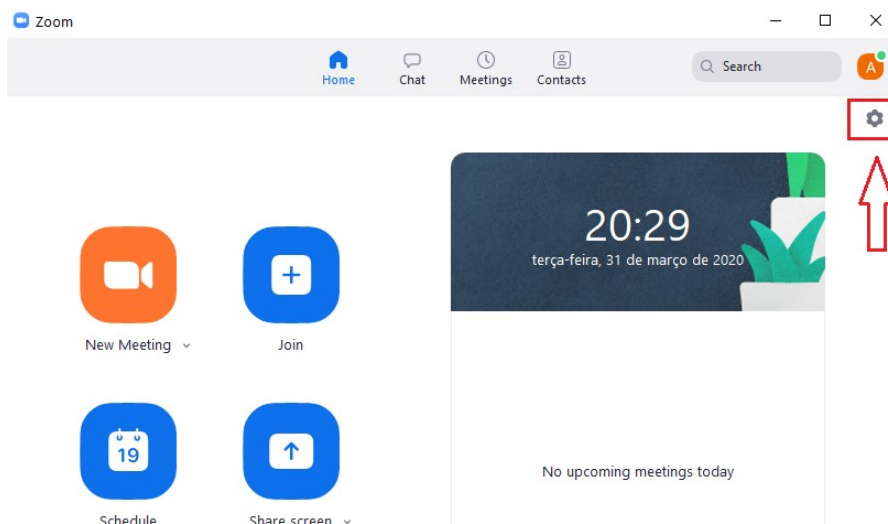 Zoom
Home
Chat
Meetings
Contacts
Search
A
20:29
terça-feira, 31 de março de 2020
New Meeting
Join
19
Schedule
Share screen
No upcoming meetings today